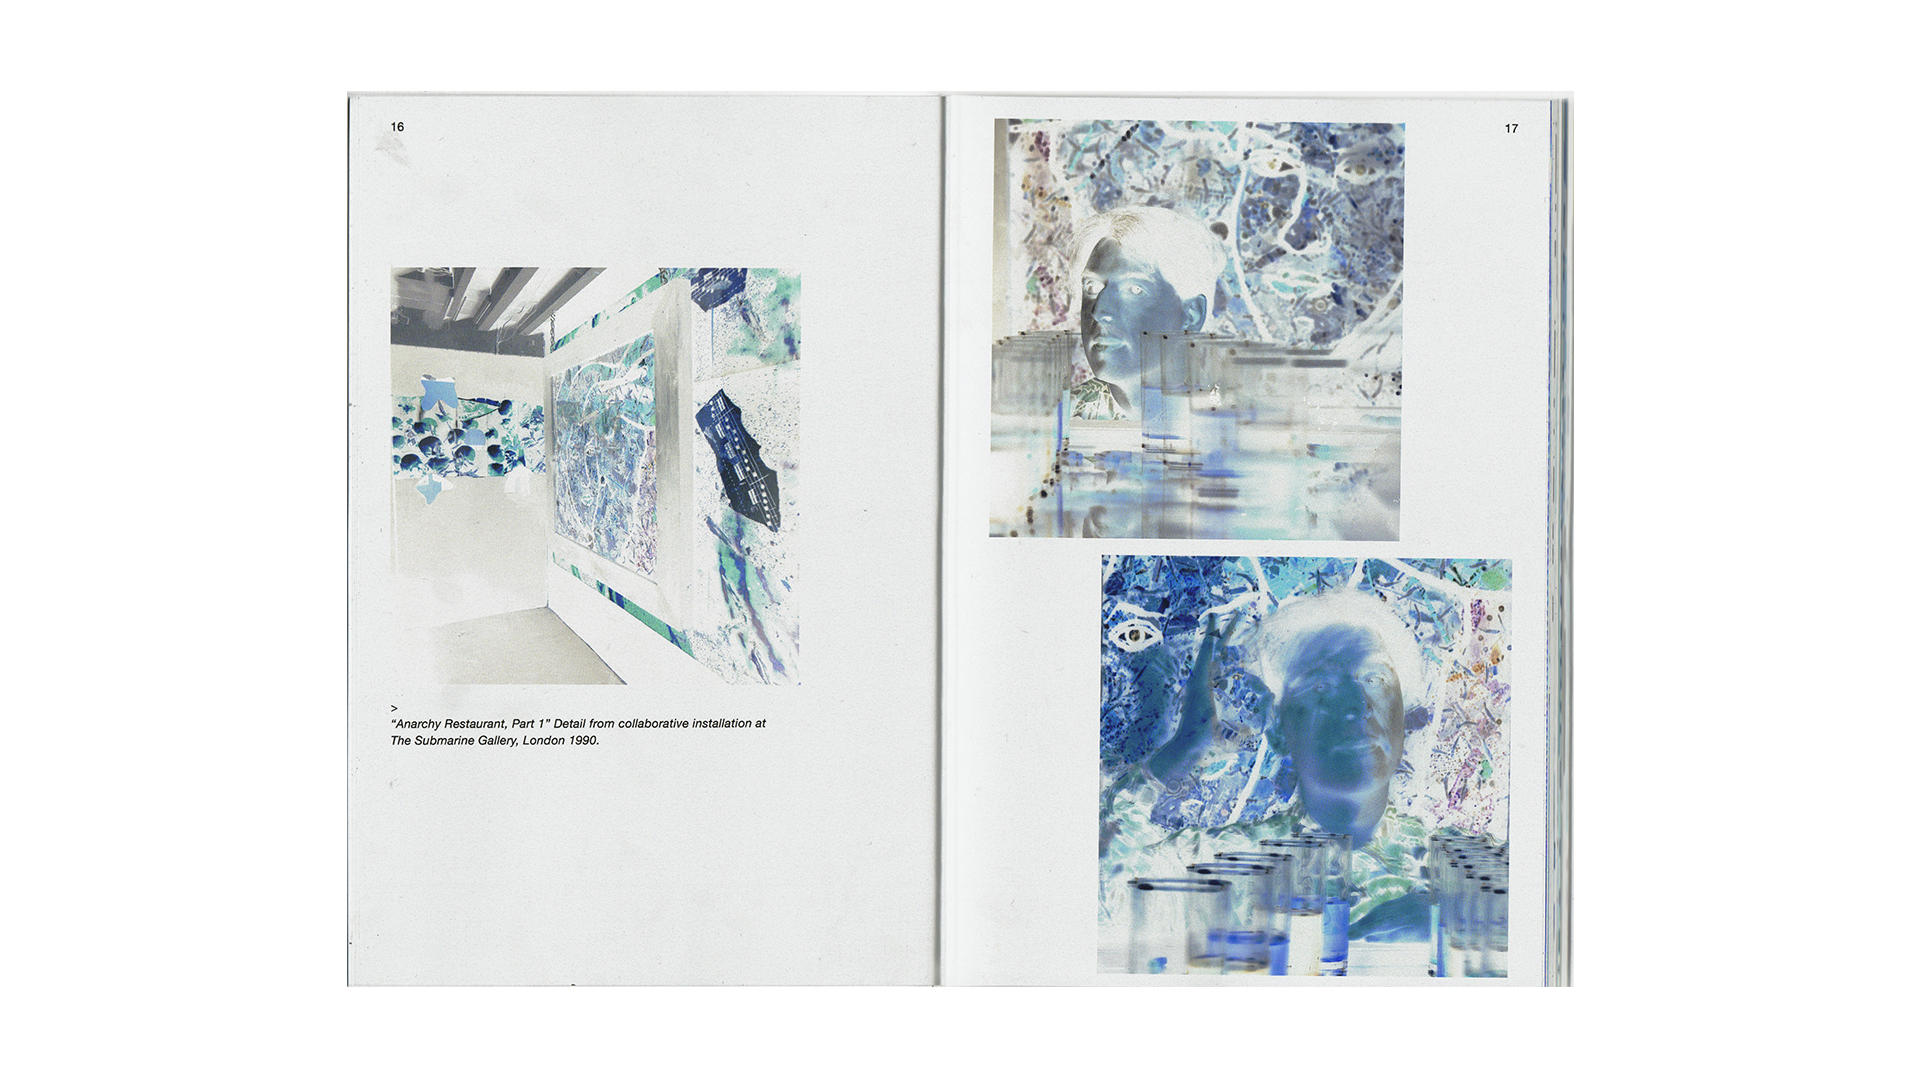 16
17
>
“Anarchy Restaurant, Part 1” Detail from collaborative installation at
The Submarine Gallery, London 1990.